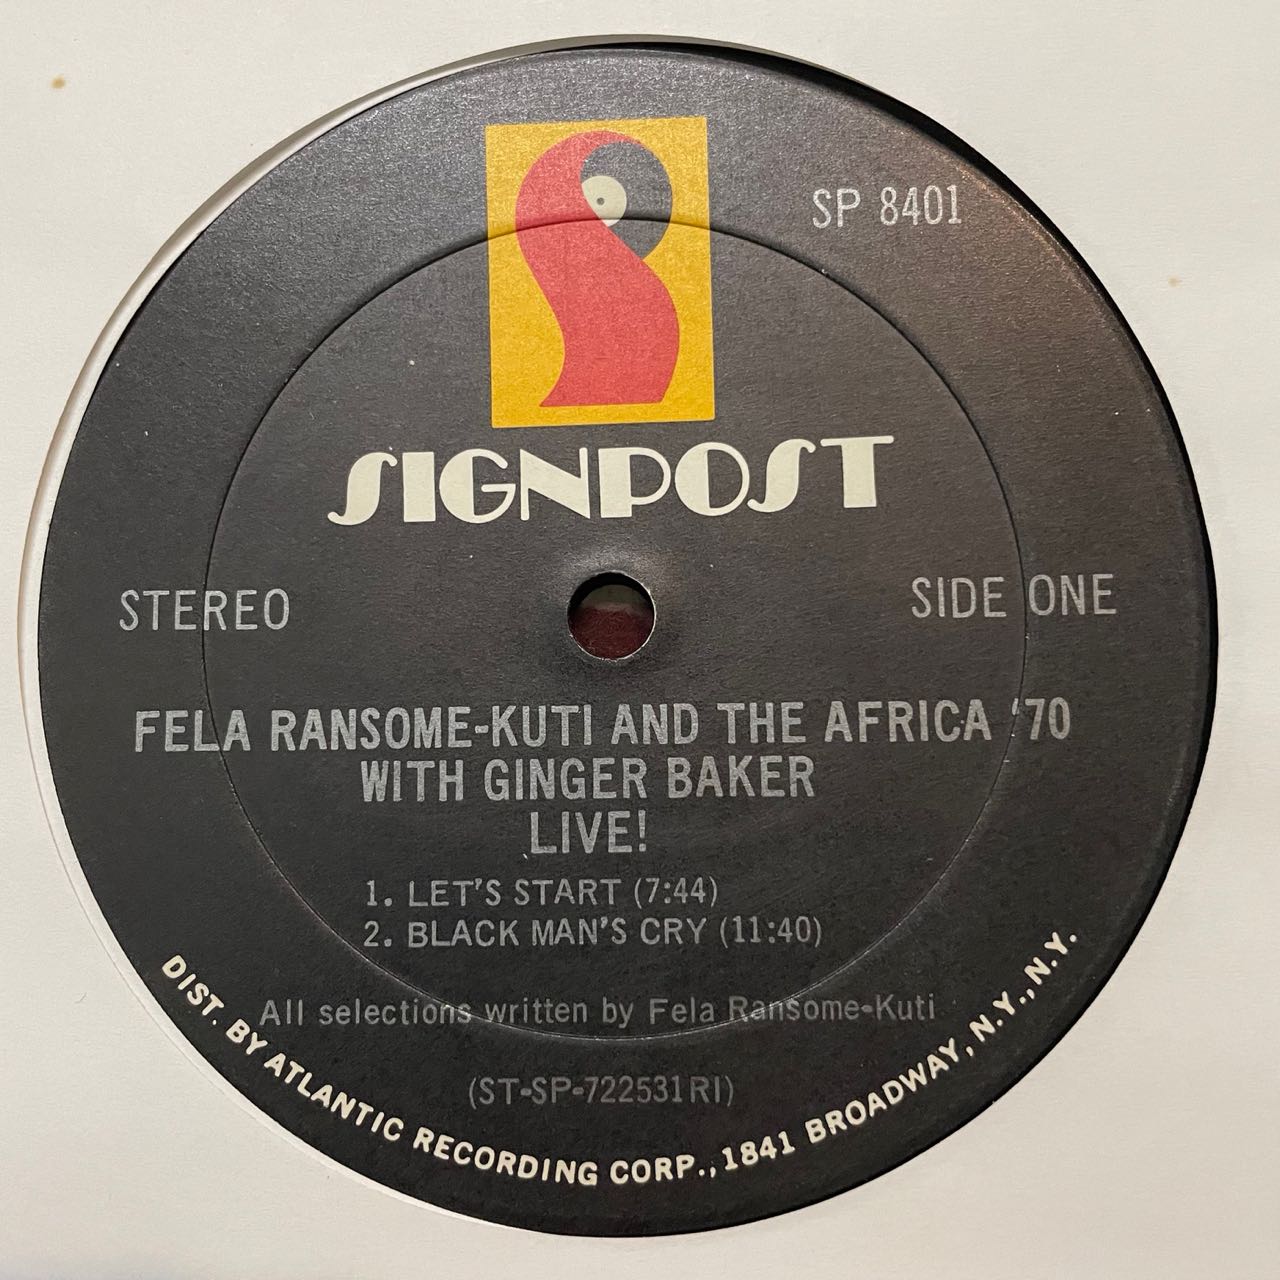 SP 8401
SIGNPOST
STEREO
SIDE ONE
FELA RANSOME-KUTI AND THE AFRICA '70
WITH GINGER BAKER
LIVE!
1. LET'S START (7:44)
2. BLACK MAN'S CRY (11:40)
All selections written by Fela Ransome-Kuti
(ST-SP-722531RI)
DIST. BY ATLANTIC RECORDING CORP., 1841 BROADWAY, N.Y., N.Y.